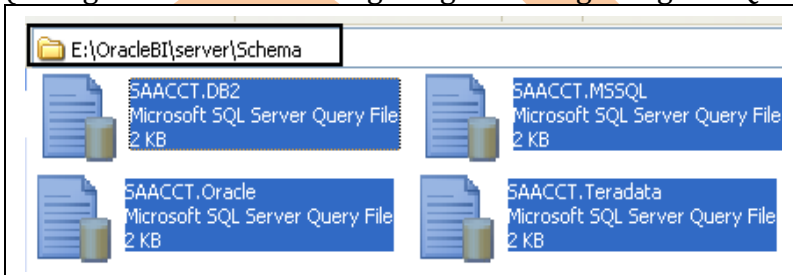 E:\OracleBI\server\Schema
SAACCT.DB2
Microsoft SQL Server Query File
2 KB
SAACCT.MSSQL
Microsoft SQL Server Query File
2 KB
SAACCT.Oracle
Microsoft SQL Server Query File
2 KB
SAACCT.Teradata
Microsoft SQL Server Query File
2 KB